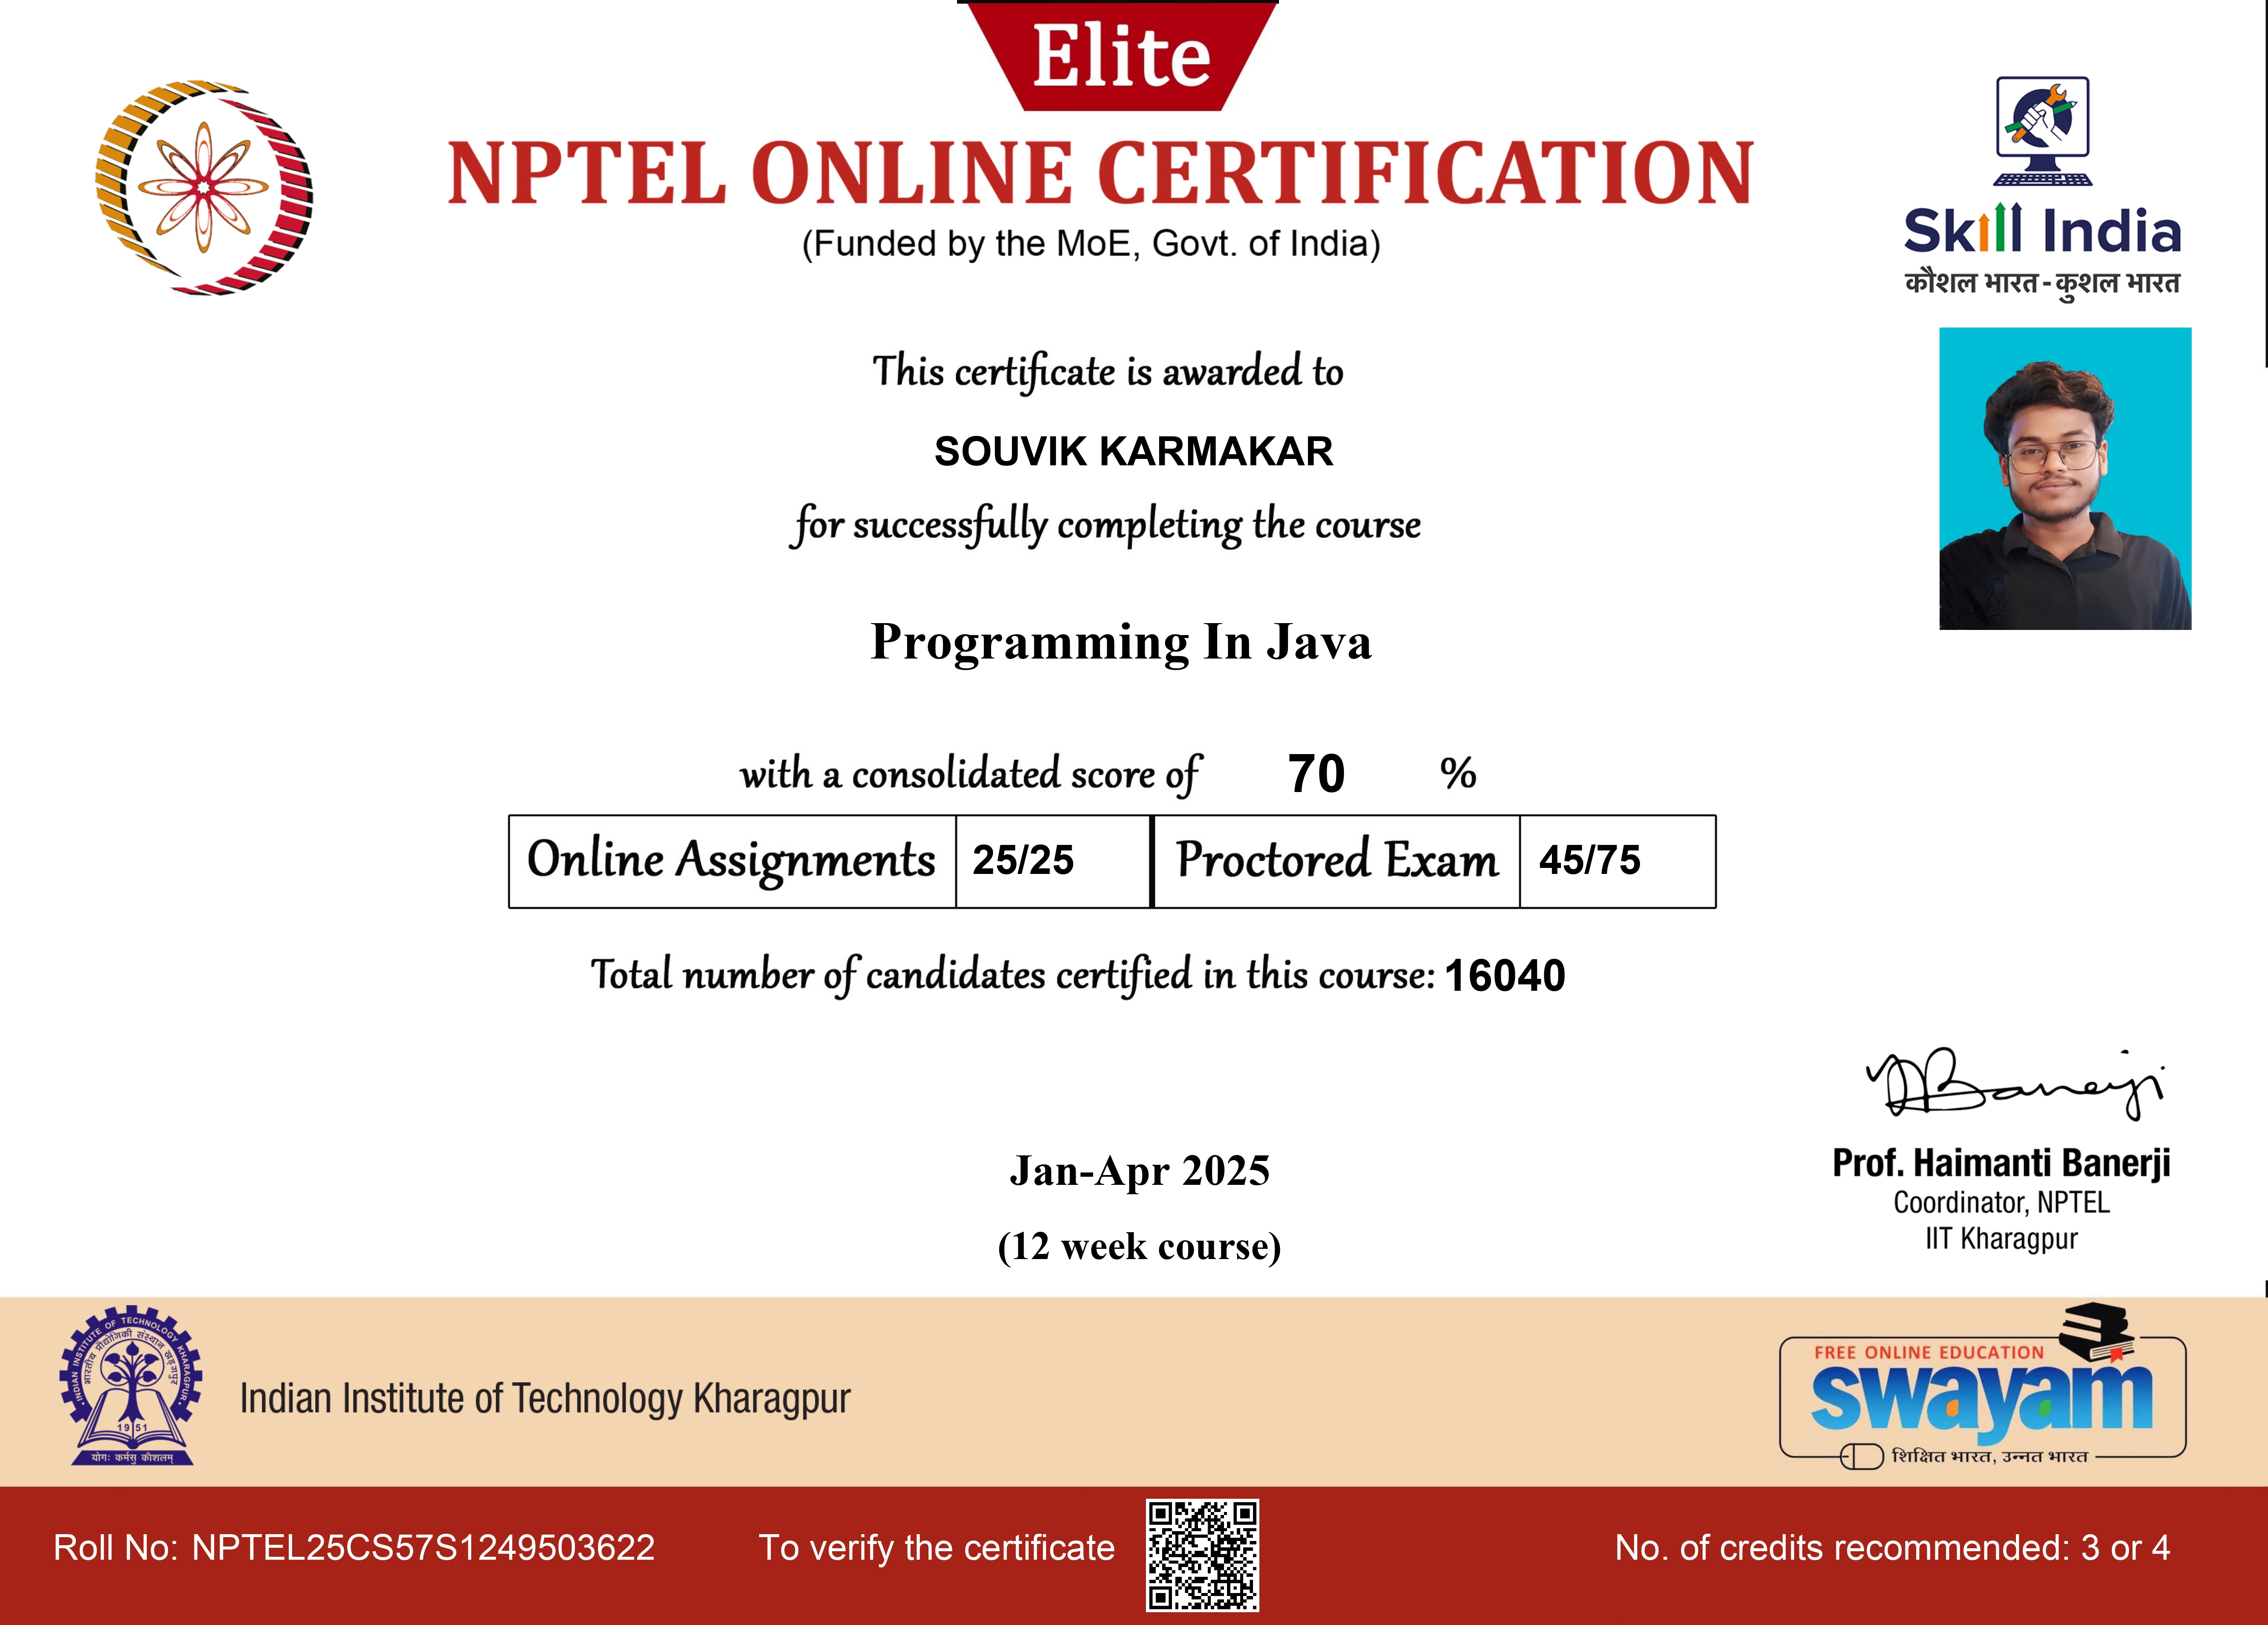 Elite
NPTEL ONLINE CERTIFICATION
(Funded by the MoE, Govt. of India)
Skill India
कौशल भारत - कुशल भारत
This certificate is awarded to
SOUVIK KARMAKAR
for successfully completing the course
Programming In Java
with a consolidated score of 70 %
Online Assignments 25/25 Proctored Exam 45/75
Total number of candidates certified in this course: 16040
Banerji
Prof. Haimanti Banerji
Coordinator, NPTEL
IIT Kharagpur
Jan-Apr 2025
(12 week course)
INDIAN INSTITUTE OF TECHNOLOGY KHARAGPUR
भारतीय प्रौद्योगिकी संस्थान खड़गपुर
1951
योगः कर्मसु कौशलम्
Indian Institute of Technology Kharagpur
FREE ONLINE EDUCATION
swayam
शिक्षित भारत, उन्नत भारत
Roll No: NPTEL25CS57S1249503622
To verify the certificate
No. of credits recommended: 3 or 4